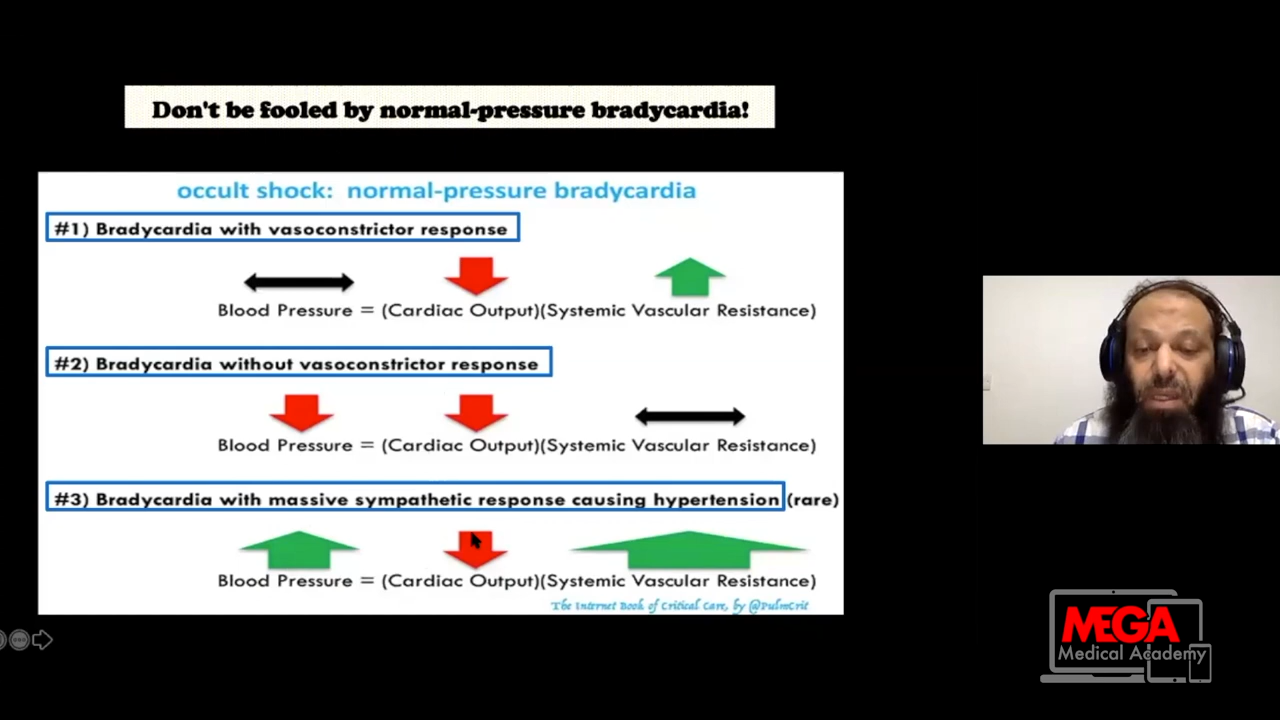 Don't be fooled by normal-pressure bradycardia!
occult shock: normal-pressure bradycardia
#1) Bradycardia with vasoconstrictor response
Blood Pressure = (Cardiac Output)(Systemic Vascular Resistance)
#2) Bradycardia without vasoconstrictor response
Blood Pressure = (Cardiac Output)(Systemic Vascular Resistance)
#3) Bradycardia with massive sympathetic response causing hypertension (rare)
Blood Pressure = (Cardiac Output)(Systemic Vascular Resistance)
The Internet Book of Critical Care, by @PulmCrit
MEGA
Medical Academy